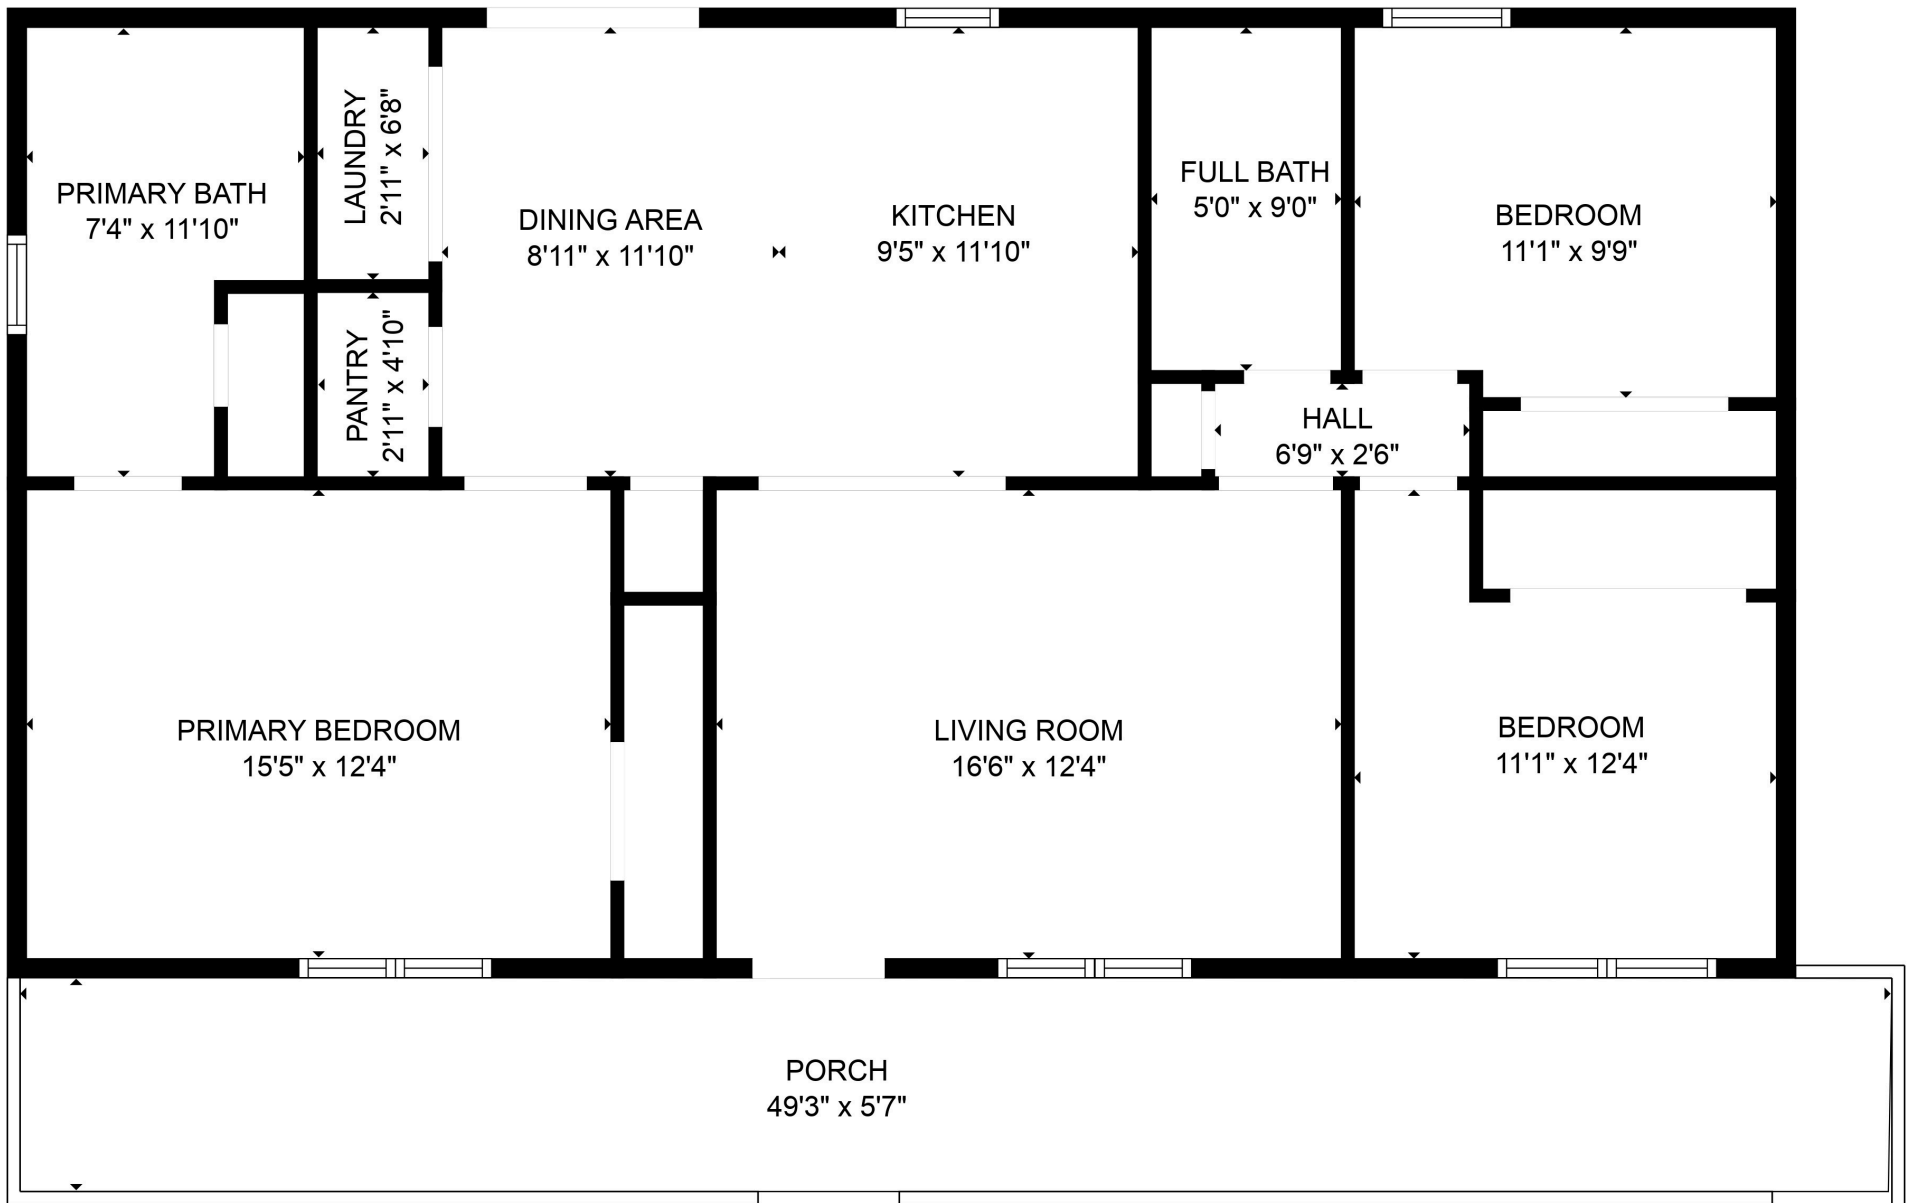 PRIMARY BATH
7'4" x 11'10"
LAUNDRY
2'11" x 6'8"
PANTRY
2'11" x 4'10"
DINING AREA
8'11" x 11'10"
KITCHEN
9'5" x 11'10"
FULL BATH
5'0" x 9'0"
BEDROOM
11'1" x 9'9"
HALL
6'9" x 2'6"
PRIMARY BEDROOM
15'5" x 12'4"
LIVING ROOM
16'6" x 12'4"
BEDROOM
11'1" x 12'4"
PORCH
49'3" x 5'7"